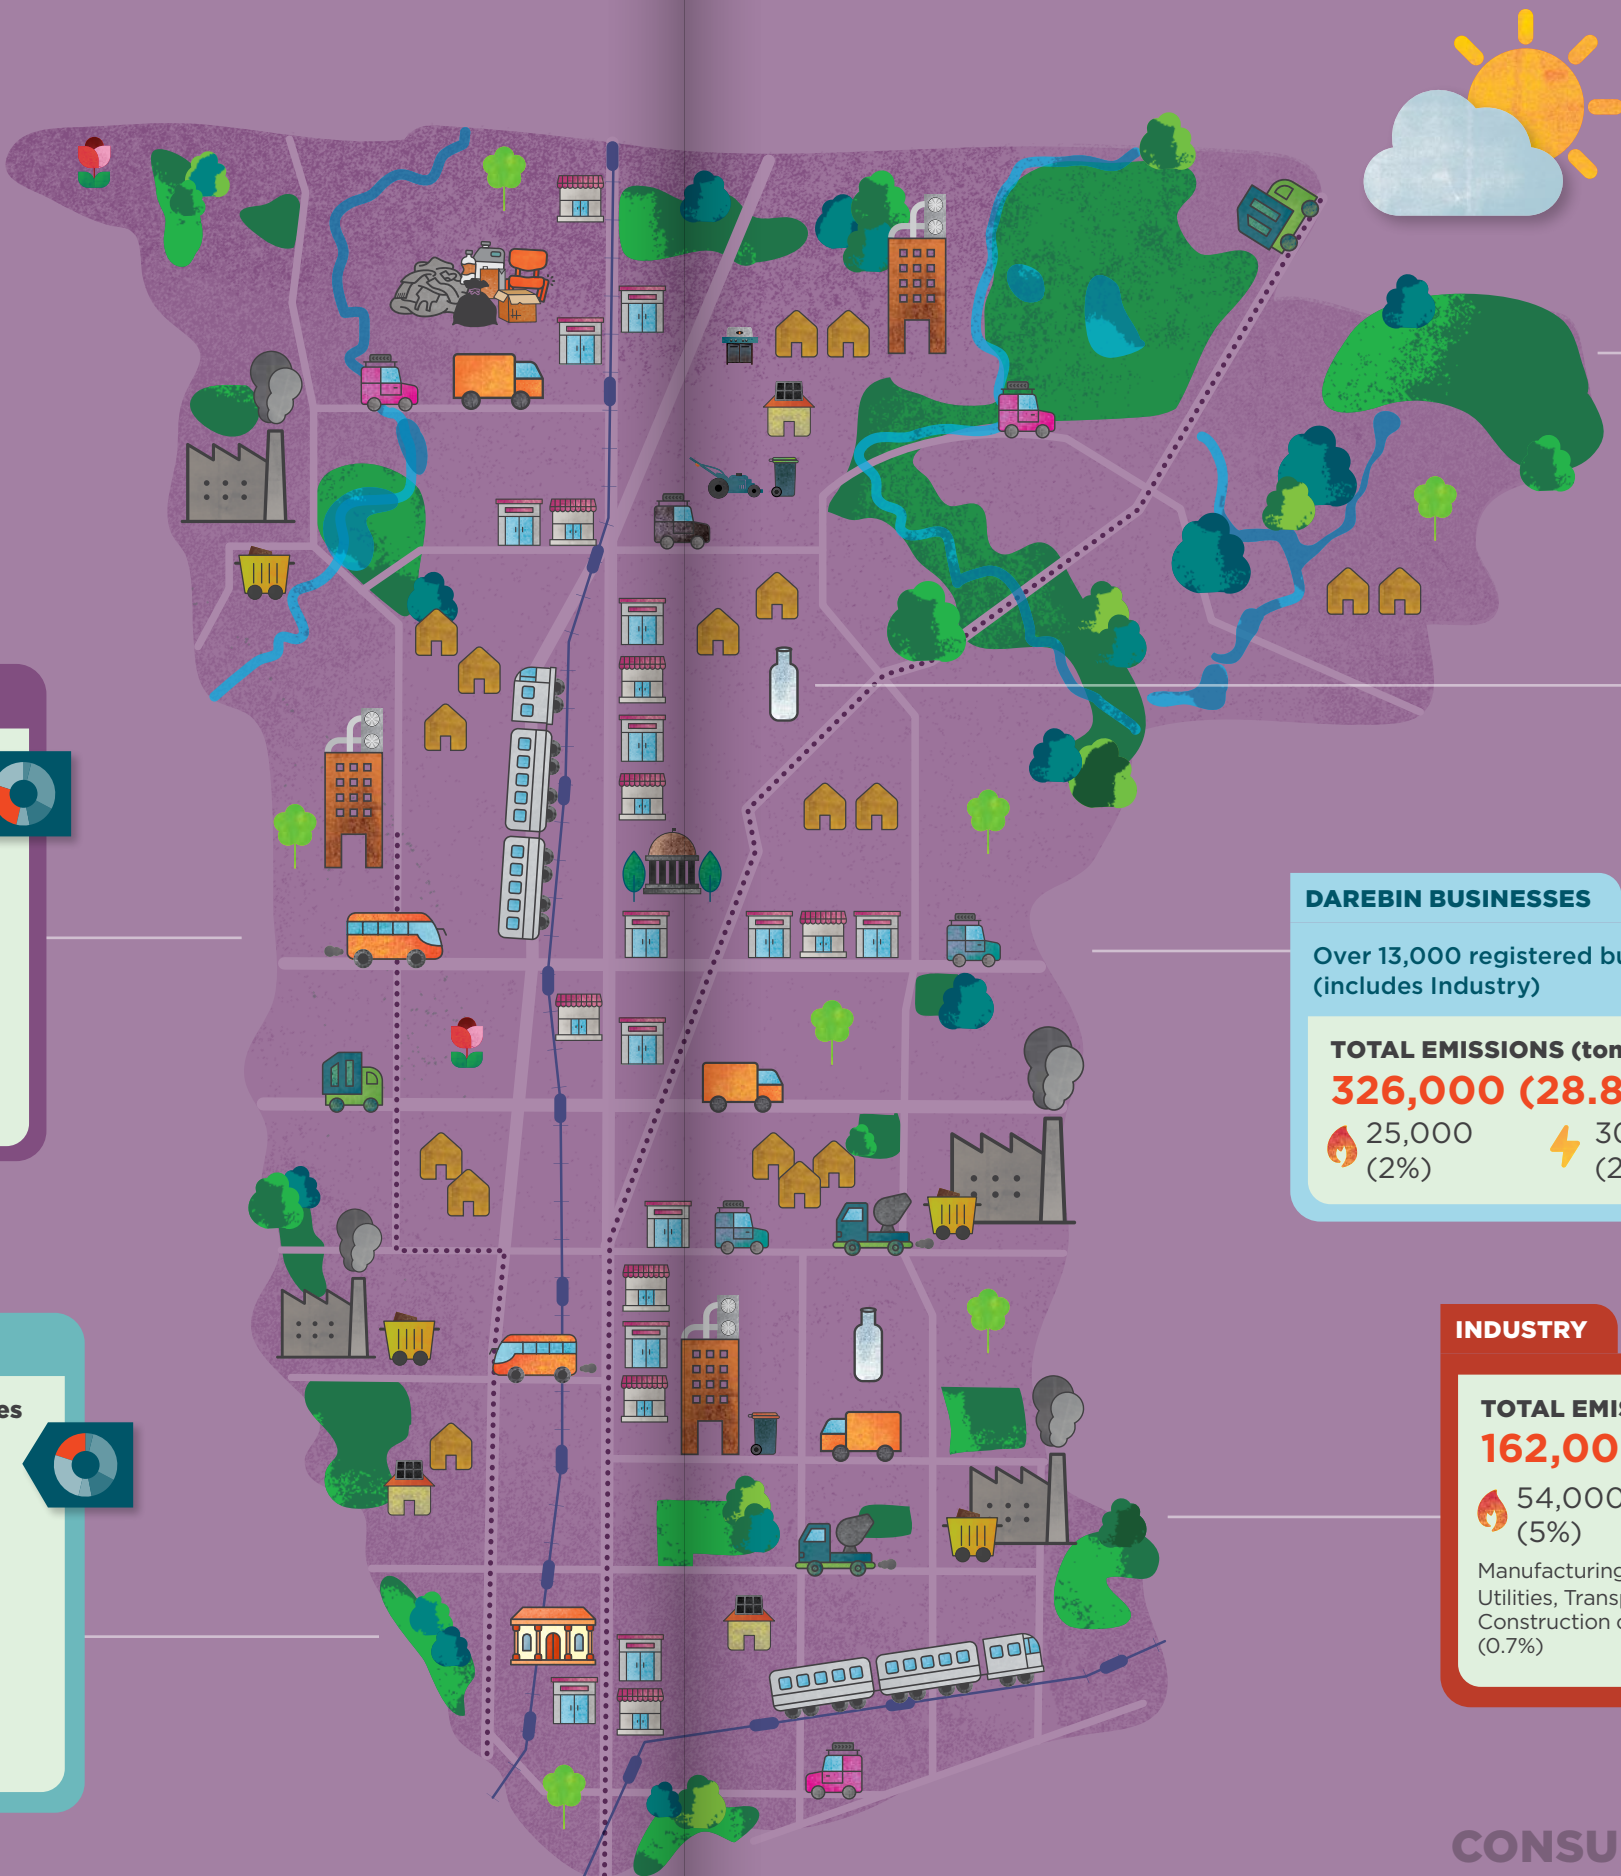 es
DAREBIN BUSINESSES
Over 13,000 registered bu
(includes Industry)
TOTAL EMISSIONS (ton
326,000 (28.8
25,000
(2%)
30
(2
INDUSTRY
TOTAL EMIS
162,00
54,000
(5%)
Manufacturing
Utilities, Transp
Construction o
(0.7%)
CONSU